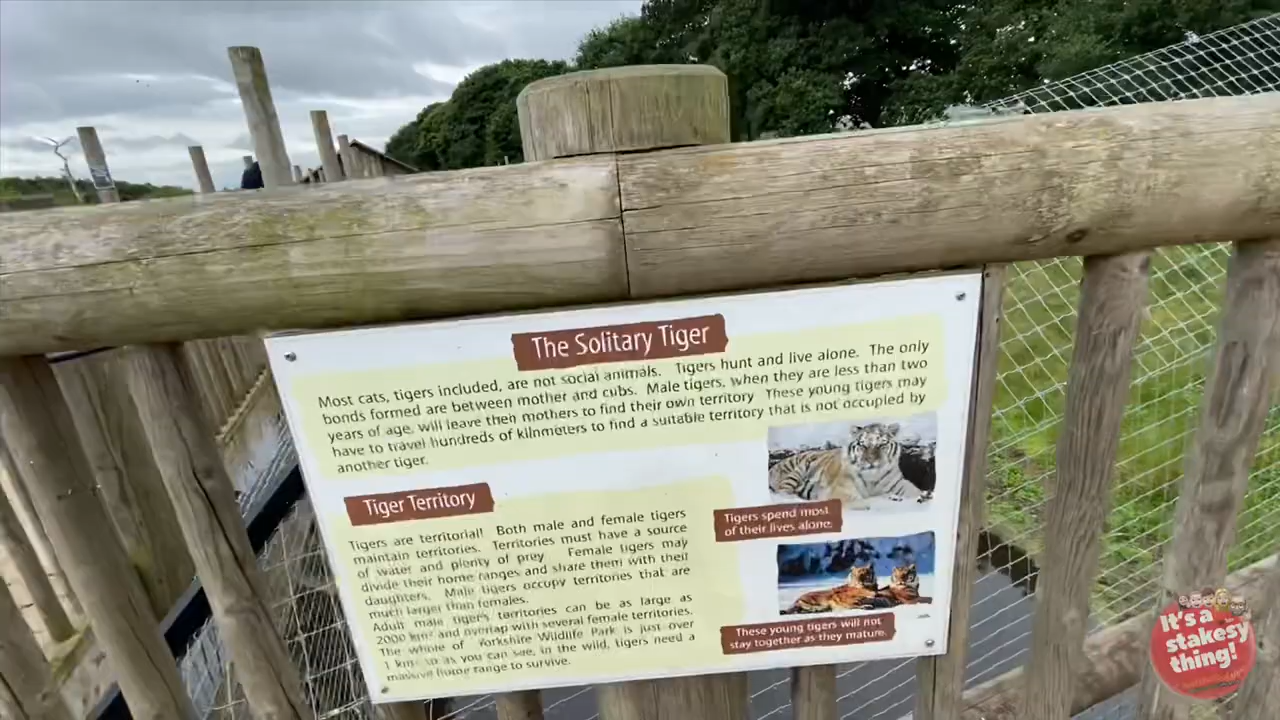 The Solitary Tiger
Most cats, tigers included, are not social animals. Tigers hunt and live alone. The only
bonds formed are between mother and cubs. Male tigers, when they are less than two
years of age, will leave their mothers to find their own territory These young tigers may
have to travel hundreds of kilometers to find a suitable territory that is not occupied by
another tiger.
Tigers spend most
of their lives alone.
Tiger Territory
Tigers are territorial! Both male and female tigers
maintain territories. Territories must have a source
of water and plenty of prey. Female tigers may
divide their home ranges and share them with their
daughters. Male tigers occupy territories that are
much larger than females.
Adult male tiger's territories can be as large as
2000 km² and overlap with several female territories.
The whole of Yorkshire Wildlife Park is just over
1 km² so as you can see, in the wild, tigers need a
massive home range to survive.
These young tigers will not
stay together as they mature.
It's a
stakesy
thing!